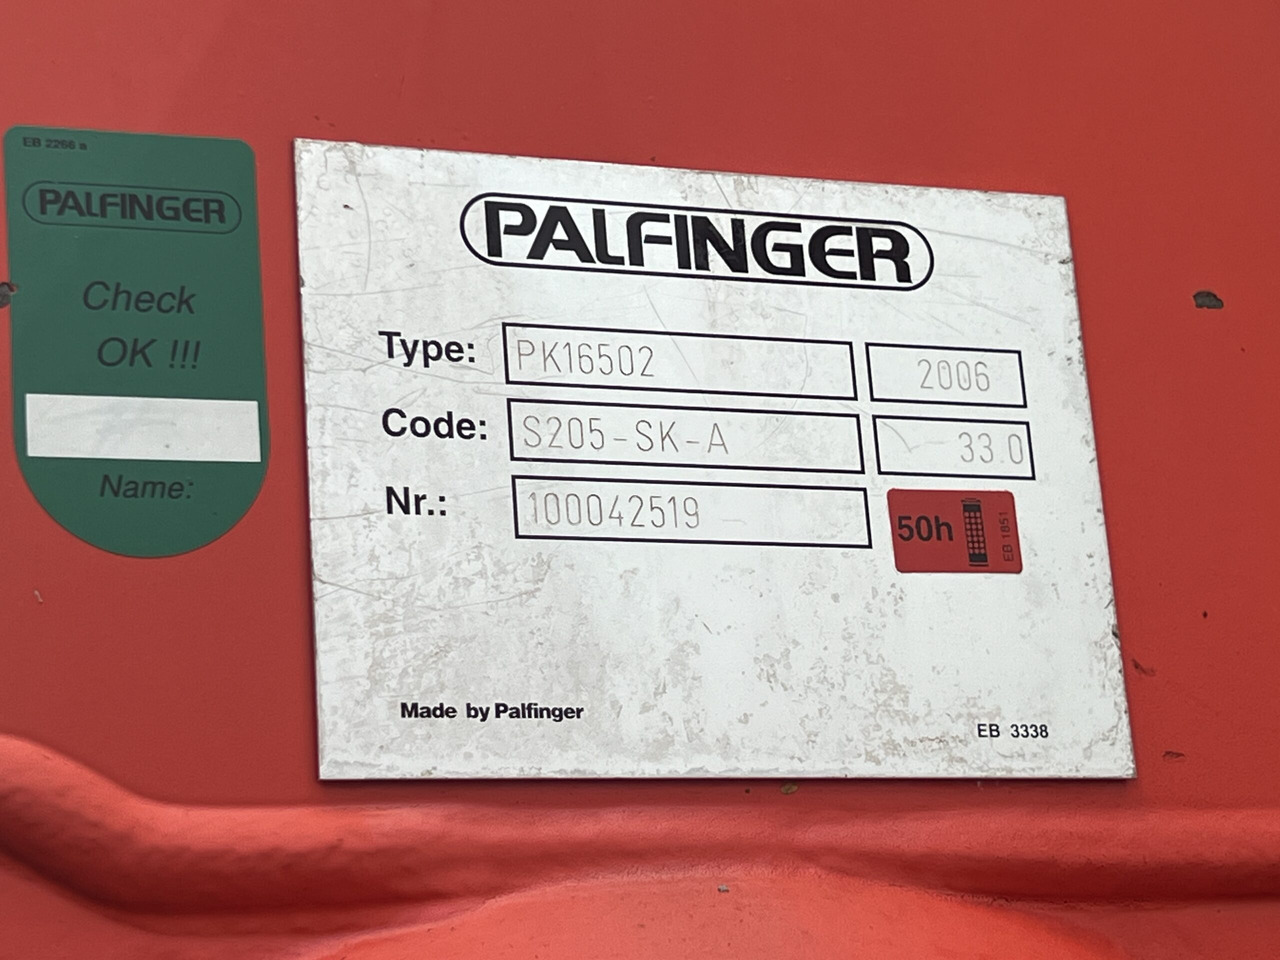 EB 2266 a
PALFINGER
Check
OK !!!
Name:
PALFINGER
Type: PK16502 2006
Code: S205-SK-A 33.0
Nr.: 100042519
50h EB 1851
Made by Palfinger
EB 3338